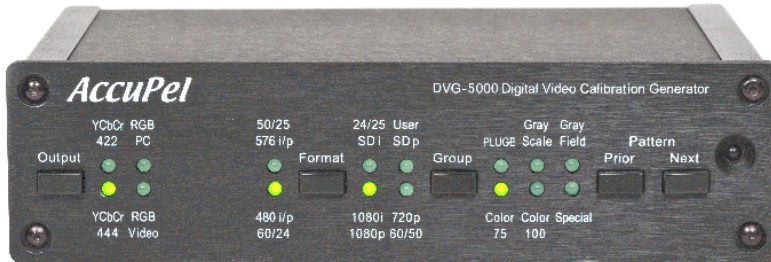 AccuPel
DVG-5000 Digital Video Calibration Generator
YCbCr RGB
422 PC
50/25
576 i/p
24/25 User
SD i SD p
Gray Gray
PLUGE Scale Field
Pattern
Prior Next
Output
Format
Group
YCbCr RGB
444 Video
480 i/p
60/24
1080i 720p
1080p 60/50
Color Color Special
75 100